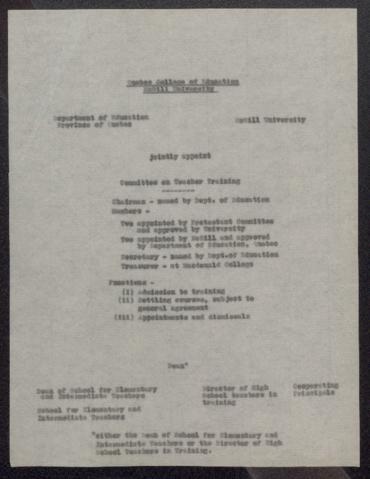 Quebec College of Education
McGill University
Department of Education
Province of Quebec
McGill University
jointly appoint
Committee on Teacher Training
Chairman - named by Dept. of Education
Members -
Two appointed by Protestant Committee
and approved by University
Two appointed by McGill and approved
by Department of Education, Quebec
Secretary - named by Dept.of Education
Treasurer - at Macdonald College
Functions -
(i) Admission to training
(ii) Settling courses, subject to
general agreement
(iii) Appointments and dismissals
Dean*
Dean of School for Elementary
and Intermediate Teachers
Director of High
School teachers in
training
Cooperating
Principals
School for Elementary and
Intermediate Teachers
*either the Dean of School for Elementary and
Intermediate Teachers or the Director of High
School Teachers in Training.